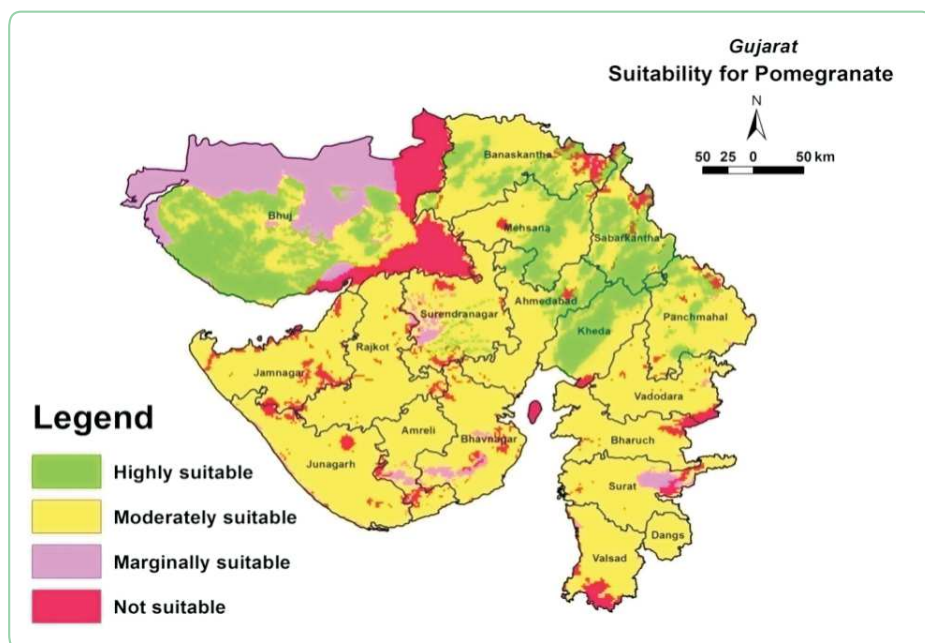 Gujarat
Suitability for Pomegranate
N
50 25 0 50 km
Banaskantha
Bhuj
Mehsana
Sabarkantha
Ahmedabad
Surendranagar
Kheda
Panchmahal
Rajkot
Jamnagar
Vadodara
Legend
Amreli
Bhavnagar
Bharuch
Junagarh
Highly suitable
Surat
Moderately suitable
Dangs
Valsad
Marginally suitable
Not suitable